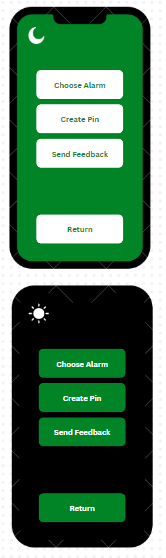 Choose Alarm
Create Pin
Send Feedback
Return
Choose Alarm
Create Pin
Send Feedback
Return